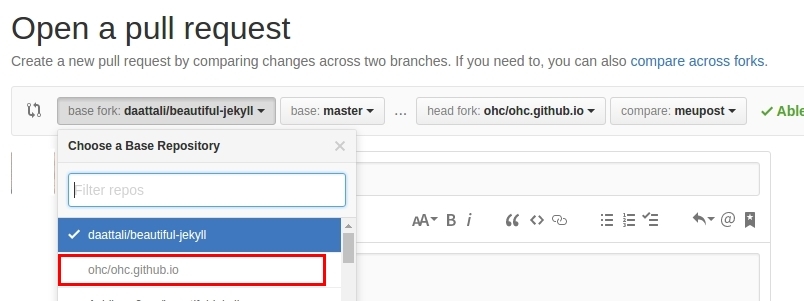 Open a pull request
Create a new pull request by comparing changes across two branches. If you need to, you can also compare across forks.
base fork: daattali/beautiful-jekyll base: master ... head fork: ohc/ohc.github.io compare: meupost Able
Choose a Base Repository
Filter repos
AA B i
daattali/beautiful-jekyll
ohc/ohc.github.io